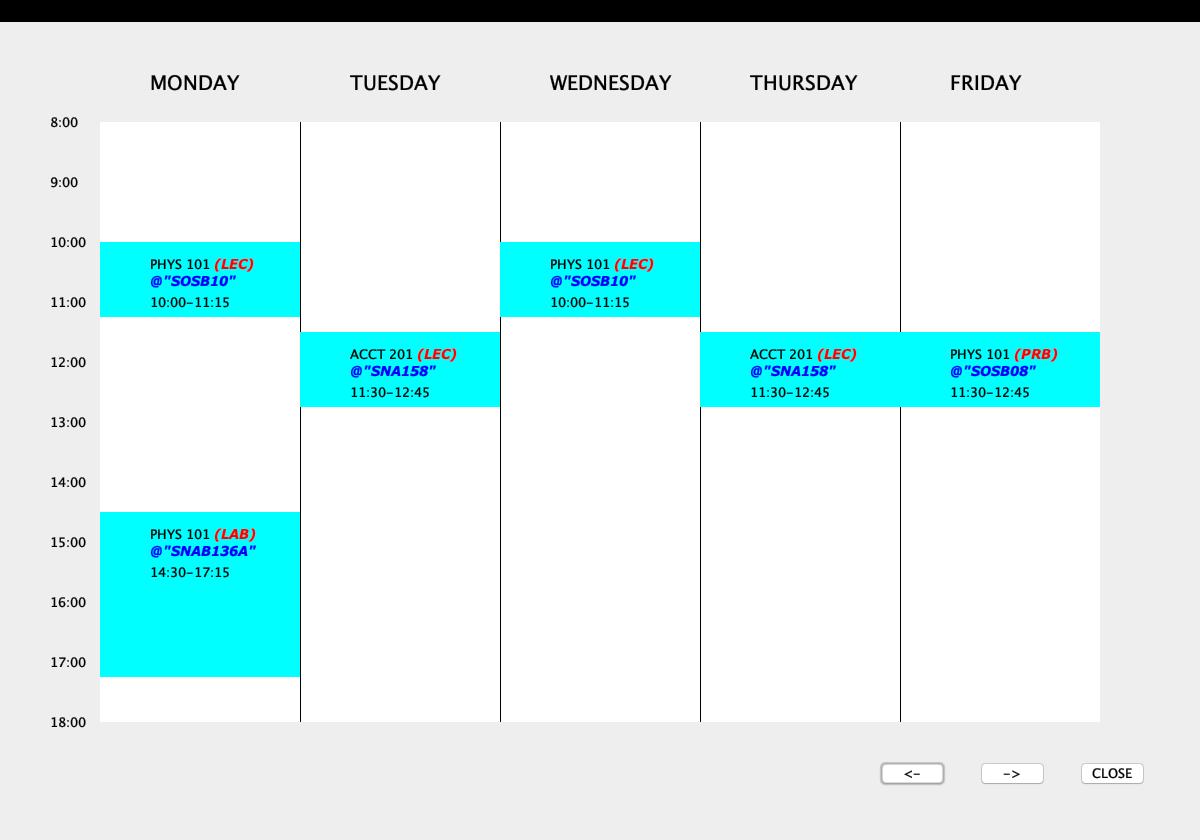 MONDAY TUESDAY WEDNESDAY THURSDAY FRIDAY
8:00
9:00
10:00
PHYS 101 (LEC)
@"SOSB10"
10:00-11:15
PHYS 101 (LEC)
@"SOSB10"
10:00-11:15
11:00
ACCT 201 (LEC)
@"SNA158"
11:30-12:45
ACCT 201 (LEC)
@"SNA158"
11:30-12:45
PHYS 101 (PRB)
@"SOSB08"
11:30-12:45
12:00
13:00
14:00
PHYS 101 (LAB)
@"SNAB136A"
14:30-17:15
15:00
16:00
17:00
18:00
<- -> CLOSE